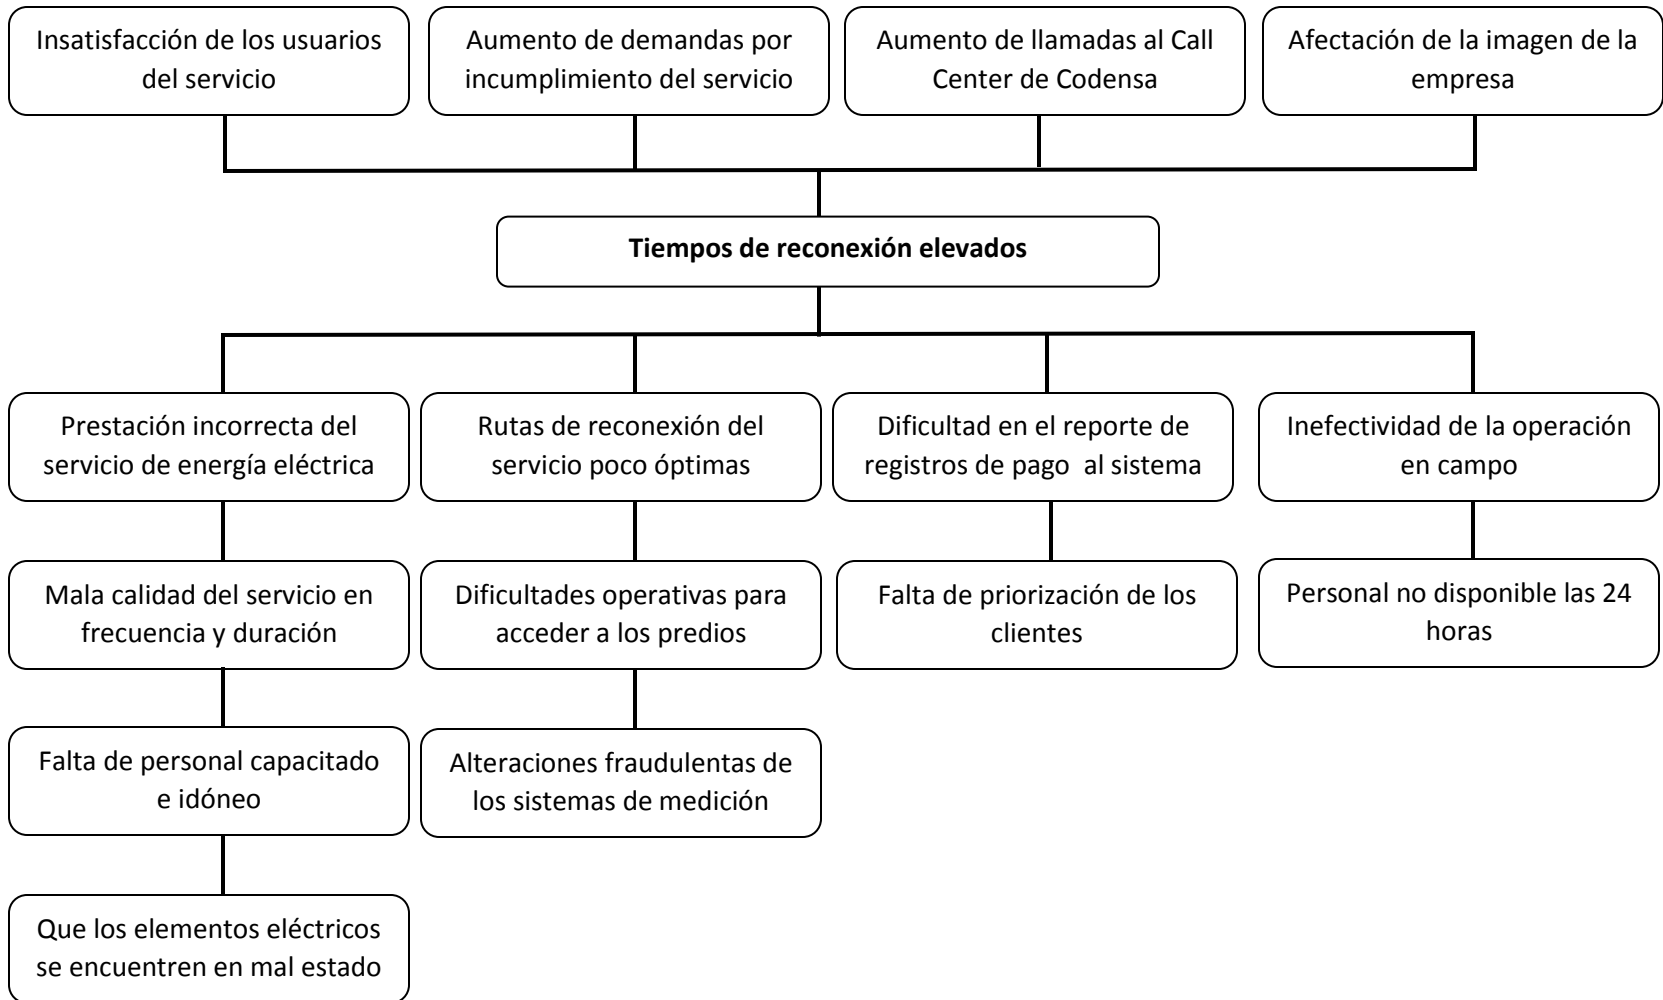 Insatisfacción de los usuarios
del servicio
Aumento de demandas por
incumplimiento del servicio
Aumento de llamadas al Call
Center de Codensa
Afectación de la imagen de la
empresa
Tiempos de reconexión elevados
Prestación incorrecta del
servicio de energía eléctrica
Rutas de reconexión del
servicio poco óptimas
Dificultad en el reporte de
registros de pago al sistema
Inefectividad de la operación
en campo
Mala calidad del servicio en
frecuencia y duración
Dificultades operativas para
acceder a los predios
Falta de priorización de los
clientes
Personal no disponible las 24
horas
Falta de personal capacitado
e idóneo
Alteraciones fraudulentas de
los sistemas de medición
Que los elementos eléctricos
se encuentren en mal estado